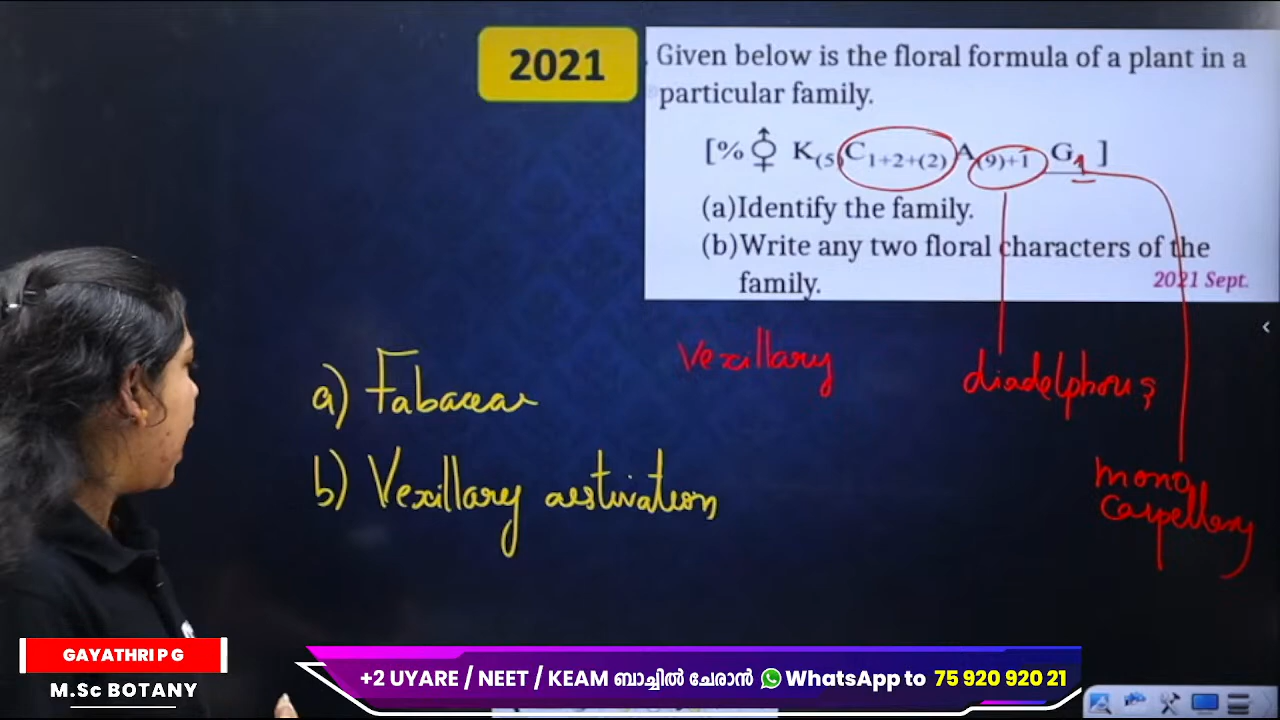 2021
Given below is the floral formula of a plant in a
particular family.
[% ⚥ K(5) C1+2+(2) A(9)+1 G1 ]
(a)Identify the family.
(b)Write any two floral characters of the
family.
2021 Sept.
Vexillary
diadelphous
mono
carpellary
a) Fabaceae
b) Vexillary aestivation
GAYATHRI P G
M.Sc BOTANY
+2 UYARE / NEET / KEAM ബാച്ചിൽ ചേരാൻ WhatsApp to 75 920 920 21